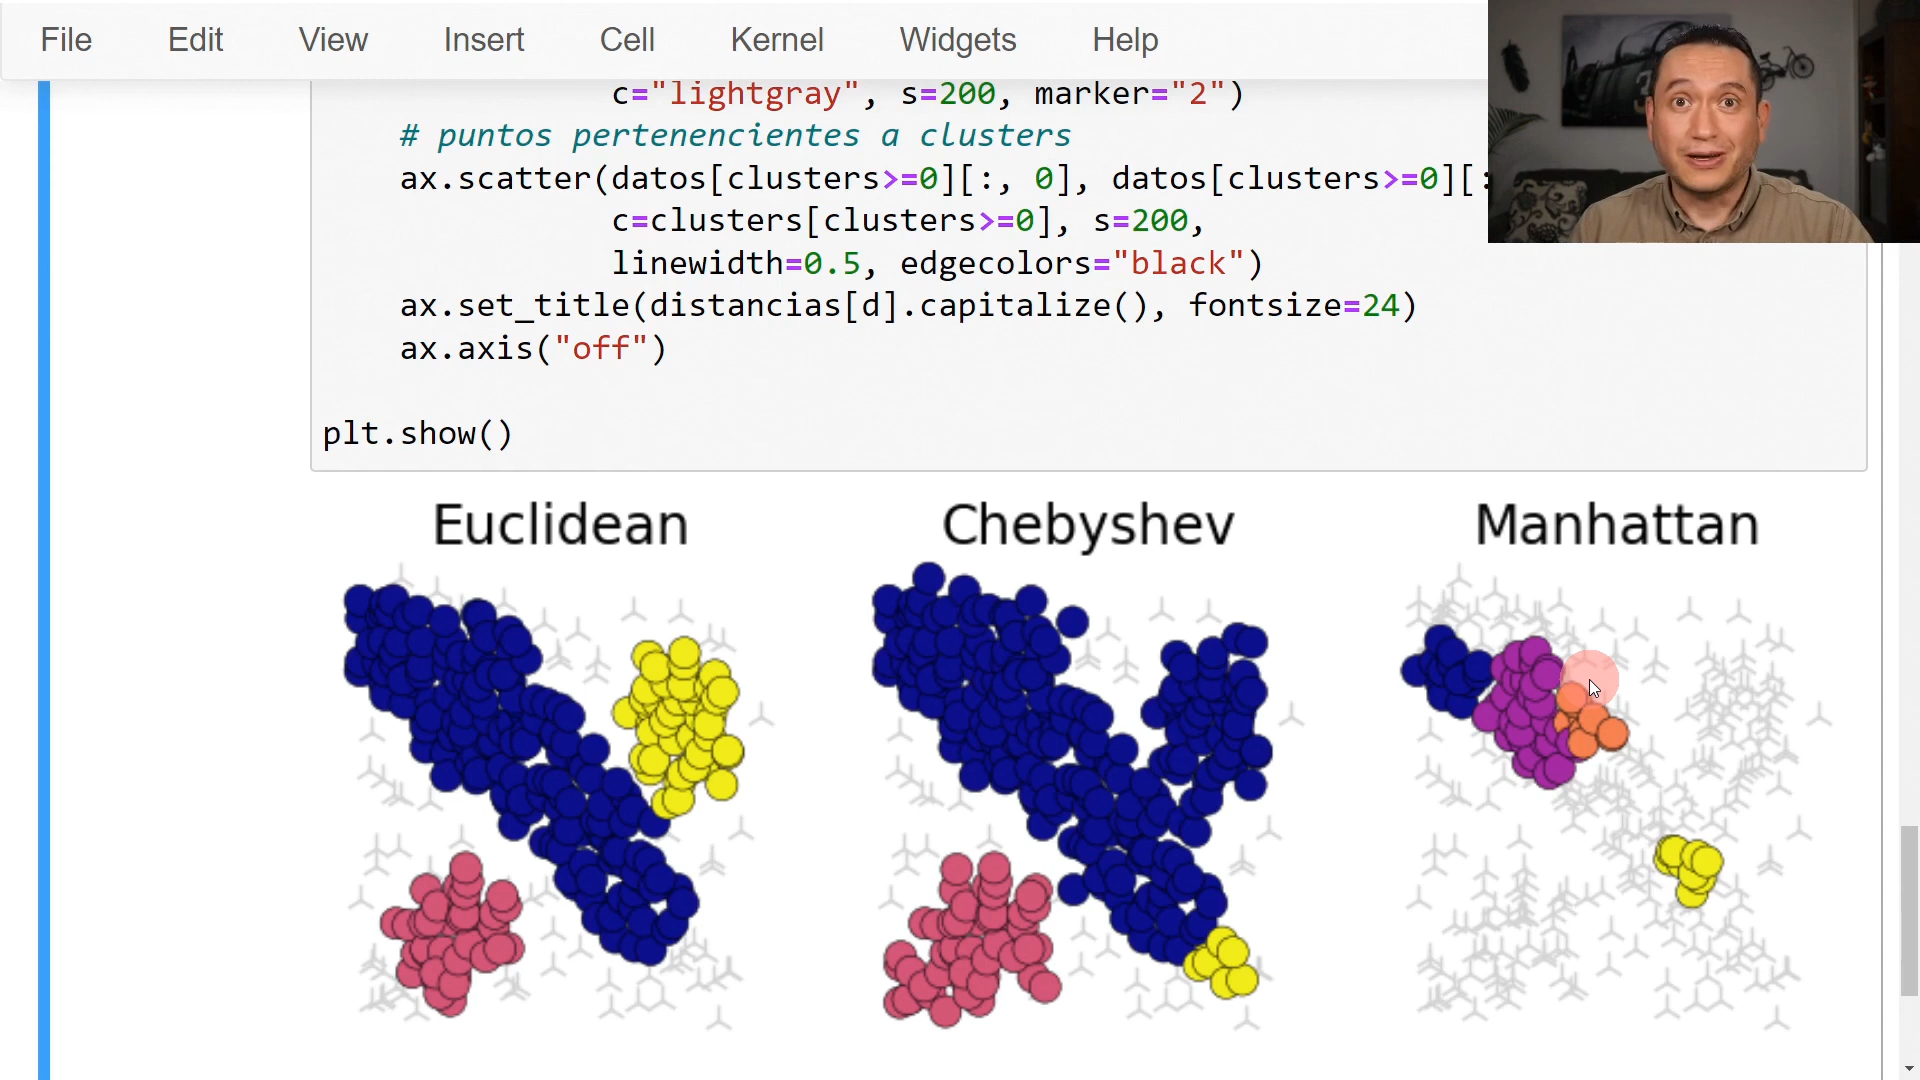 File Edit View Insert Cell Kernel Widgets Help
c="lightgray", s=200, marker="2")
# puntos pertenencientes a clusters
ax.scatter(datos[clusters>=0][:, 0], datos[clusters>=0][:
c=clusters[clusters>=0], s=200,
linewidth=0.5, edgecolors="black")
ax.set_title(distancias[d].capitalize(), fontsize=24)
ax.axis("off")
plt.show()
Euclidean Chebyshev Manhattan